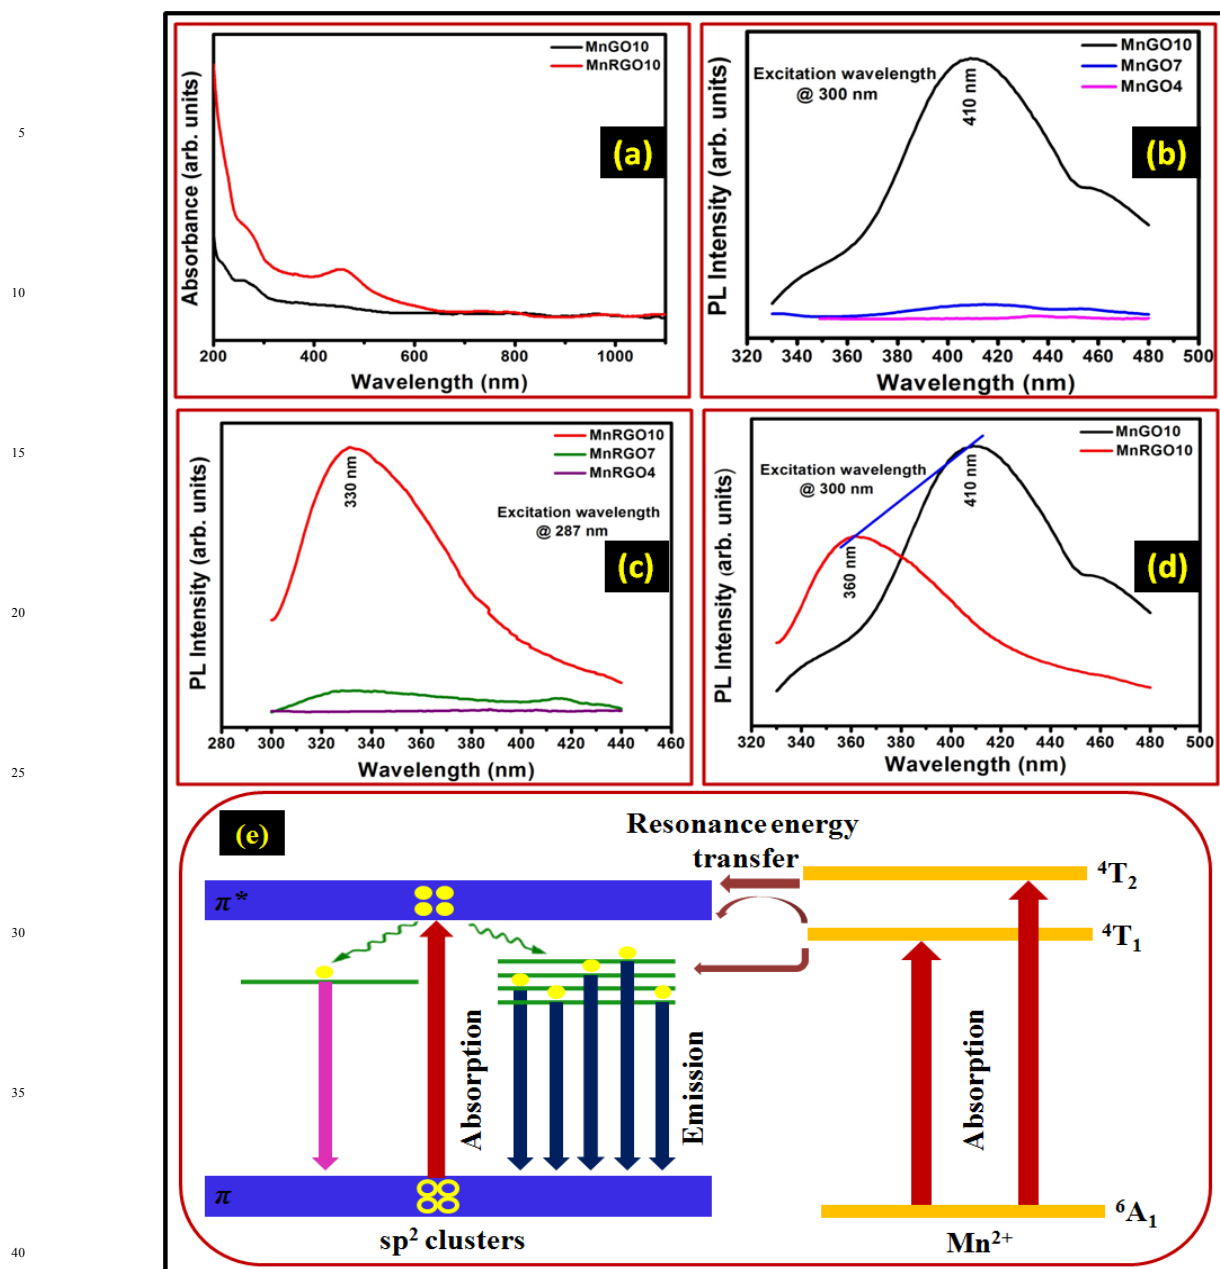 5
10
15
20
25
30
35
40
MnGO10
MnRGO10
(a)
Absorbance (arb. units)
200 400 600 800 1000
Wavelength (nm)
MnGO10
MnGO7
MnGO4
Excitation wavelength
@ 300 nm
410 nm
(b)
PL Intensity (arb. units)
320 340 360 380 400 420 440 460 480 500
Wavelength (nm)
MnRGO10
MnRGO7
MnRGO4
330 nm
Excitation wavelength
@ 287 nm
(c)
PL Intensity (arb. units)
280 300 320 340 360 380 400 420 440 460
Wavelength (nm)
MnGO10
MnRGO10
Excitation wavelength
@ 300 nm
410 nm
360 nm
(d)
PL Intensity (arb. units)
320 340 360 380 400 420 440 460 480 500
Wavelength (nm)
(e)
Resonance energy
transfer
π*
⁴T₂
⁴T₁
Absorption
Emission
Absorption
π
⁶A₁
sp² clusters
Mn²⁺